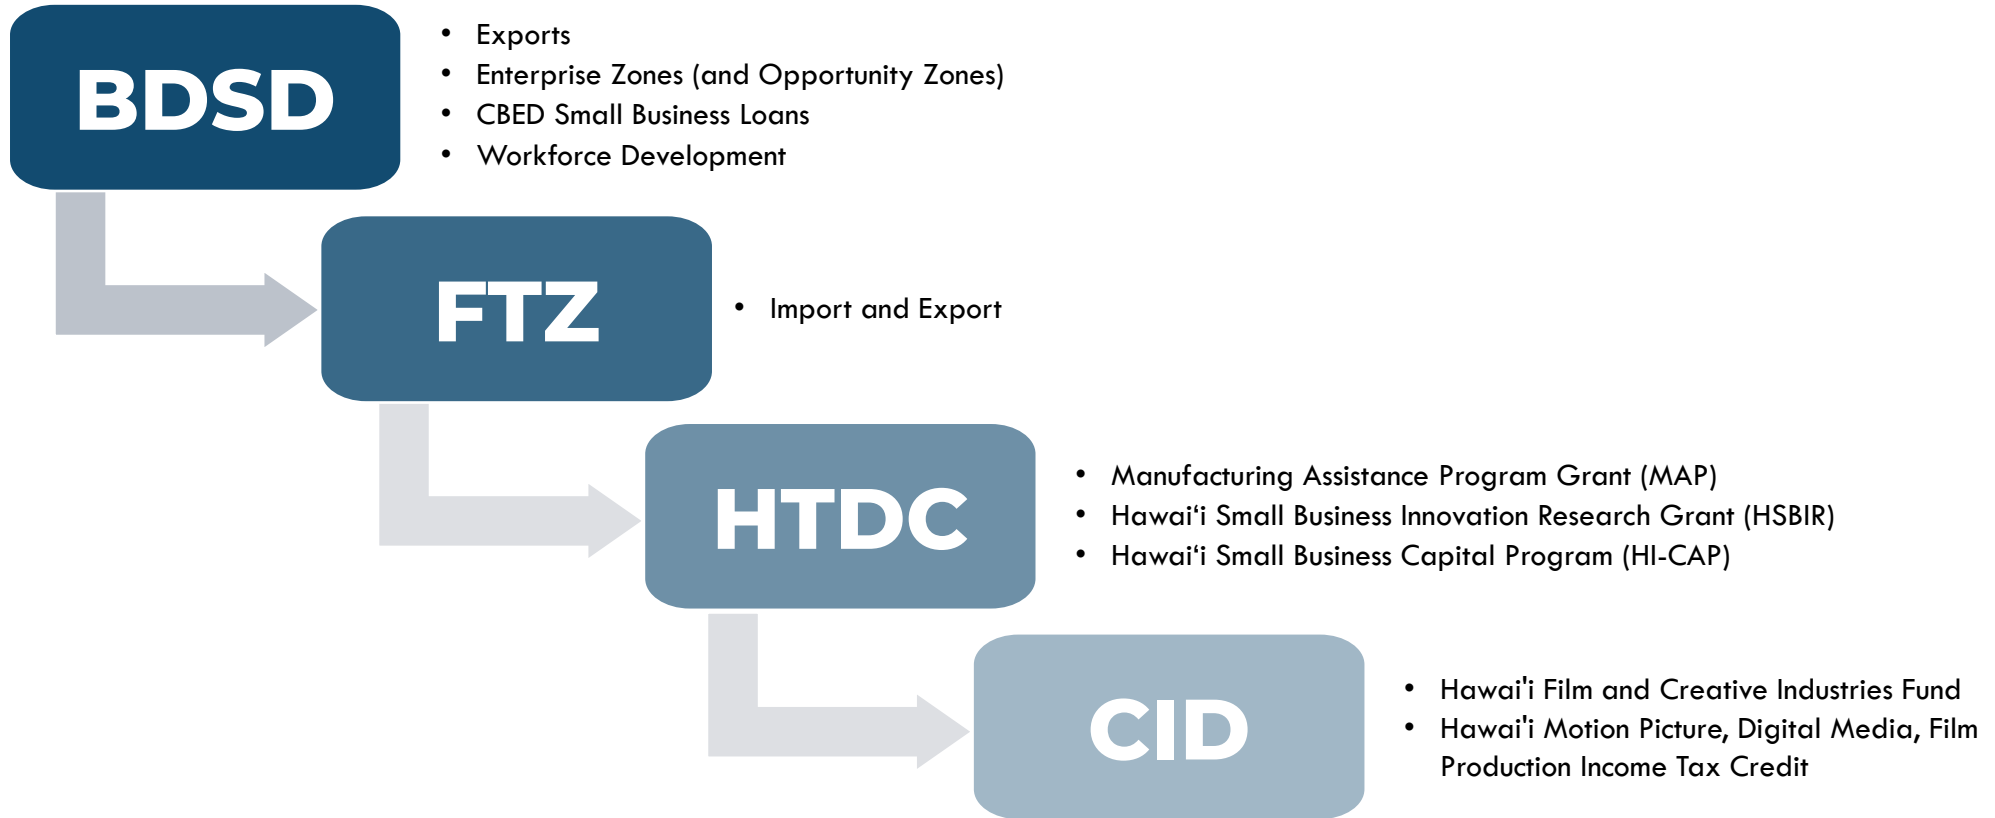 BDSD
• Exports
• Enterprise Zones (and Opportunity Zones)
• CBED Small Business Loans
• Workforce Development
FTZ
• Import and Export
HTDC
• Manufacturing Assistance Program Grant (MAP)
• Hawai‘i Small Business Innovation Research Grant (HSBIR)
• Hawai‘i Small Business Capital Program (HI-CAP)
CID
• Hawai'i Film and Creative Industries Fund
• Hawai'i Motion Picture, Digital Media, Film
Production Income Tax Credit